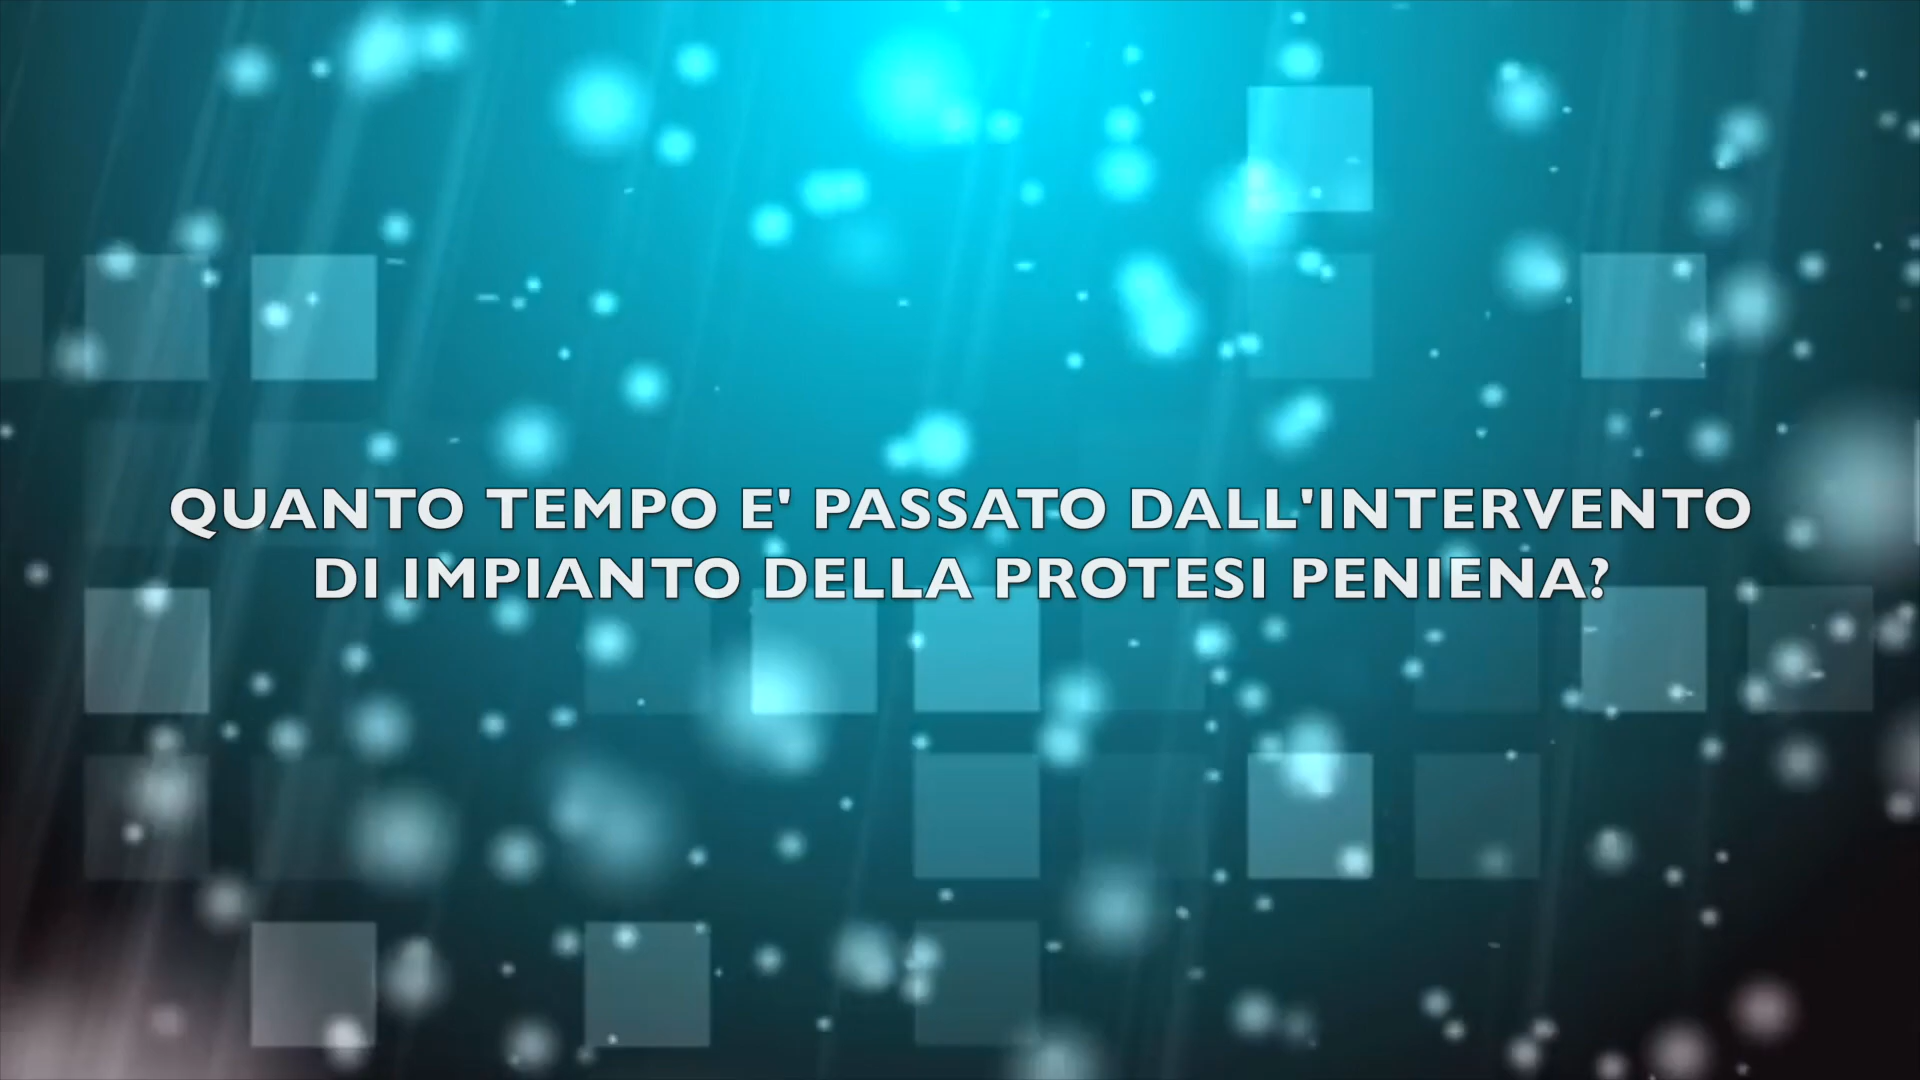 QUANTO TEMPO E' PASSATO DALL'INTERVENTO
DI IMPIANTO DELLA PROTESI PENIENA?